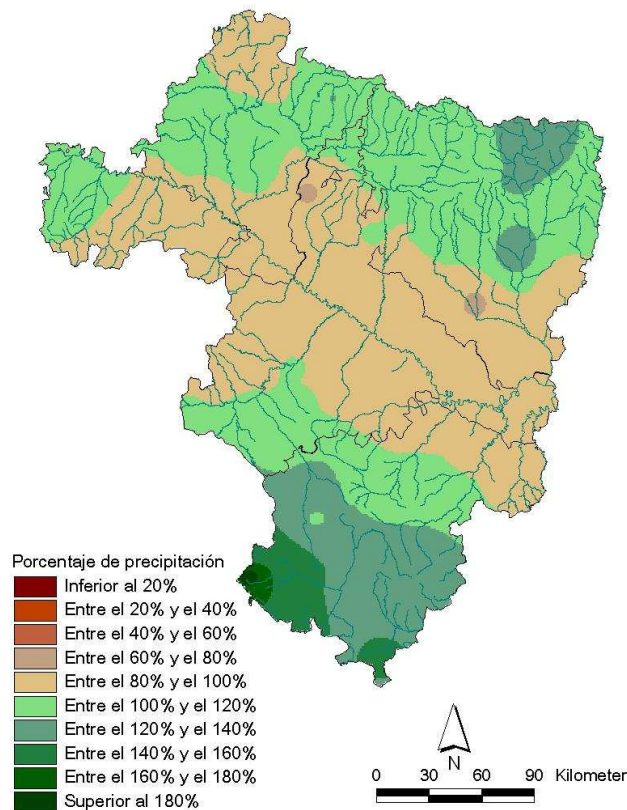 Porcentaje de precipitación
Inferior al 20%
Entre el 20% y el 40%
Entre el 40% y el 60%
Entre el 60% y el 80%
Entre el 80% y el 100%
Entre el 100% y el 120%
Entre el 120% y el 140%
Entre el 140% y el 160%
Entre el 160% y el 180%
Superior al 180%
N
0 30 60 90 Kilometer